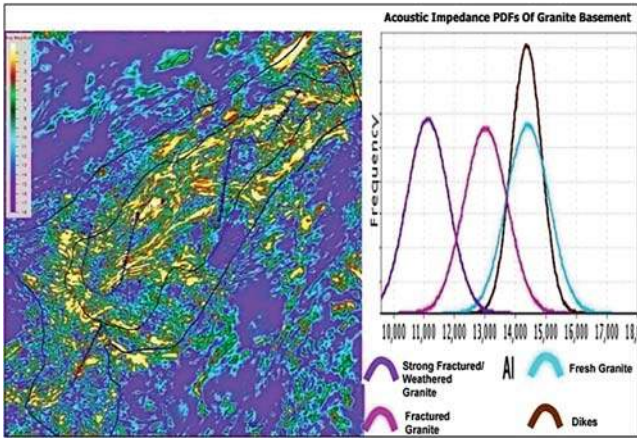 Acoustic Impedance PDFs Of Granite Basement
Frequency
10,000 11,000 12,000 13,000 14,000 15,000 16,000 17,000
AI
Strong Fractured/
Weathered
Granite
Fresh Granite
Fractured
Granite
Dikes